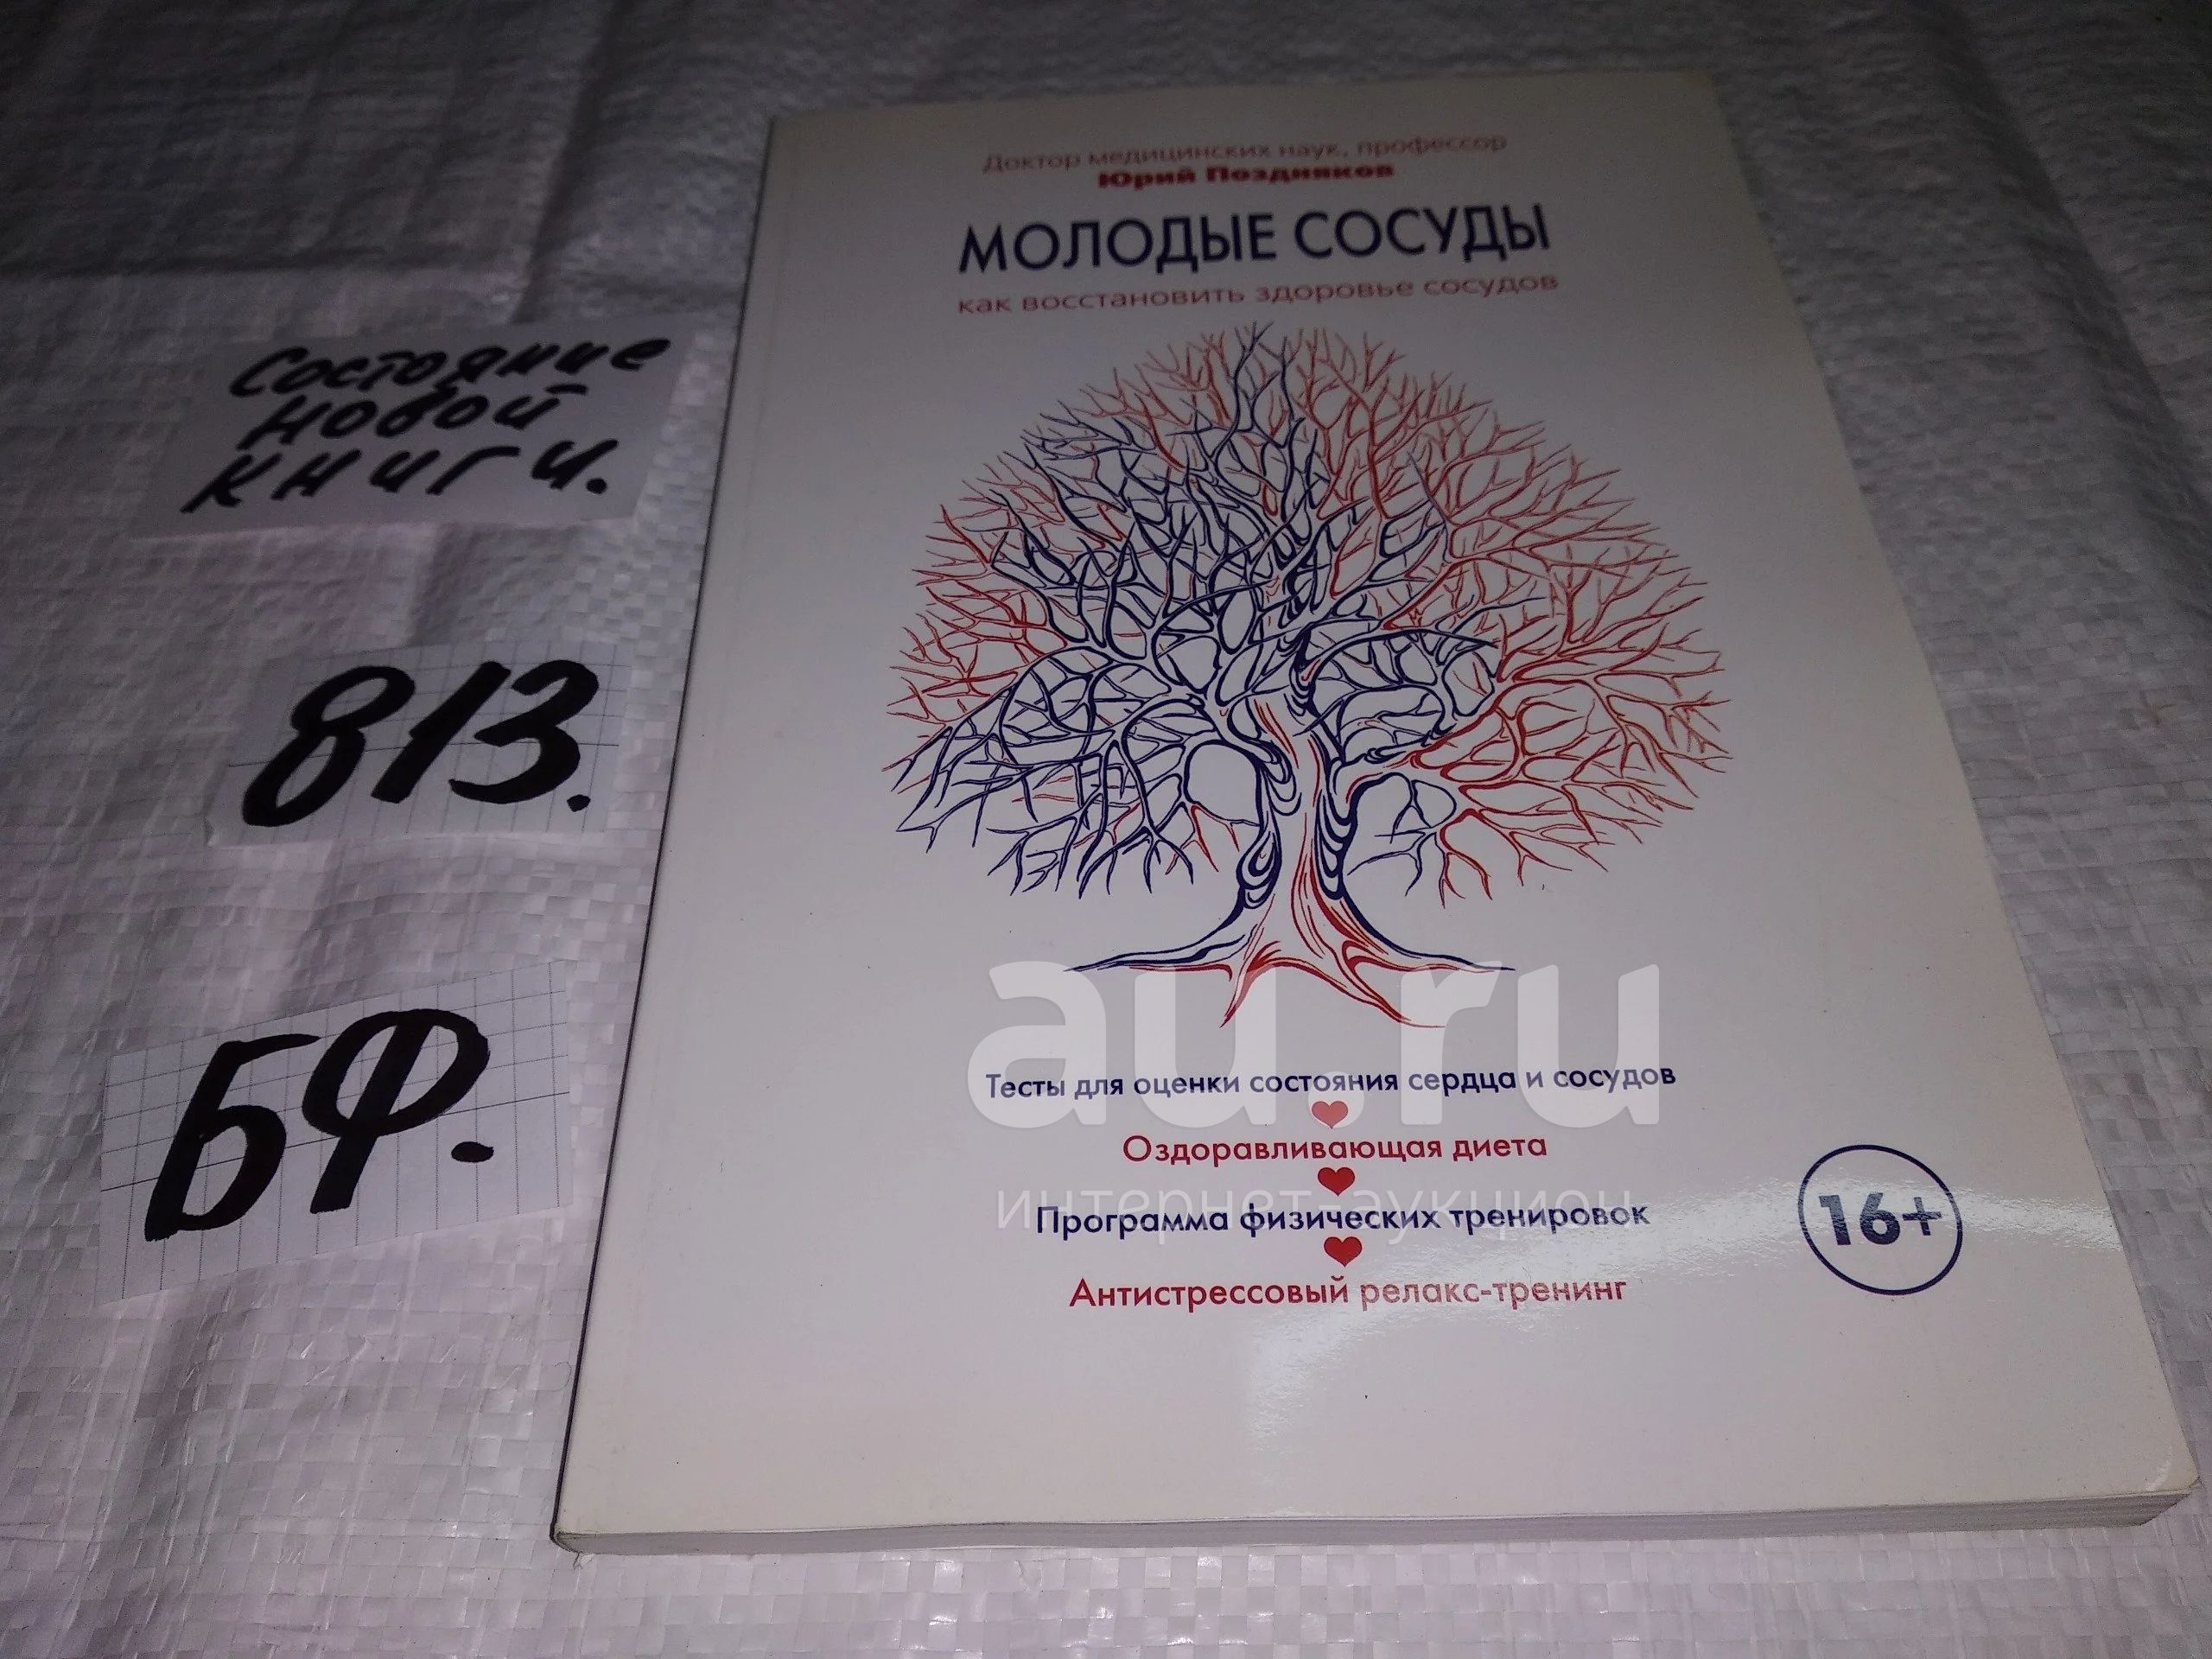 Состояние
новой
книги.
813.
БФ.
Доктор медицинских наук, профессор
Юрий Поздняков
МОЛОДЫЕ СОСУДЫ
как восстановить здоровье сосудов
au.ru
интернет-аукцион
Тесты для оценки состояния сердца и сосудов
Оздоравливающая диета
Программа физических тренировок
Антистрессовый релакс-тренинг
16+